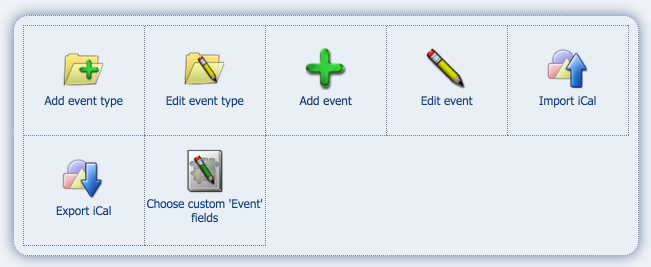 Add event type
Edit event type
Add event
Edit event
Import iCal
Export iCal
Choose custom 'Event'
fields